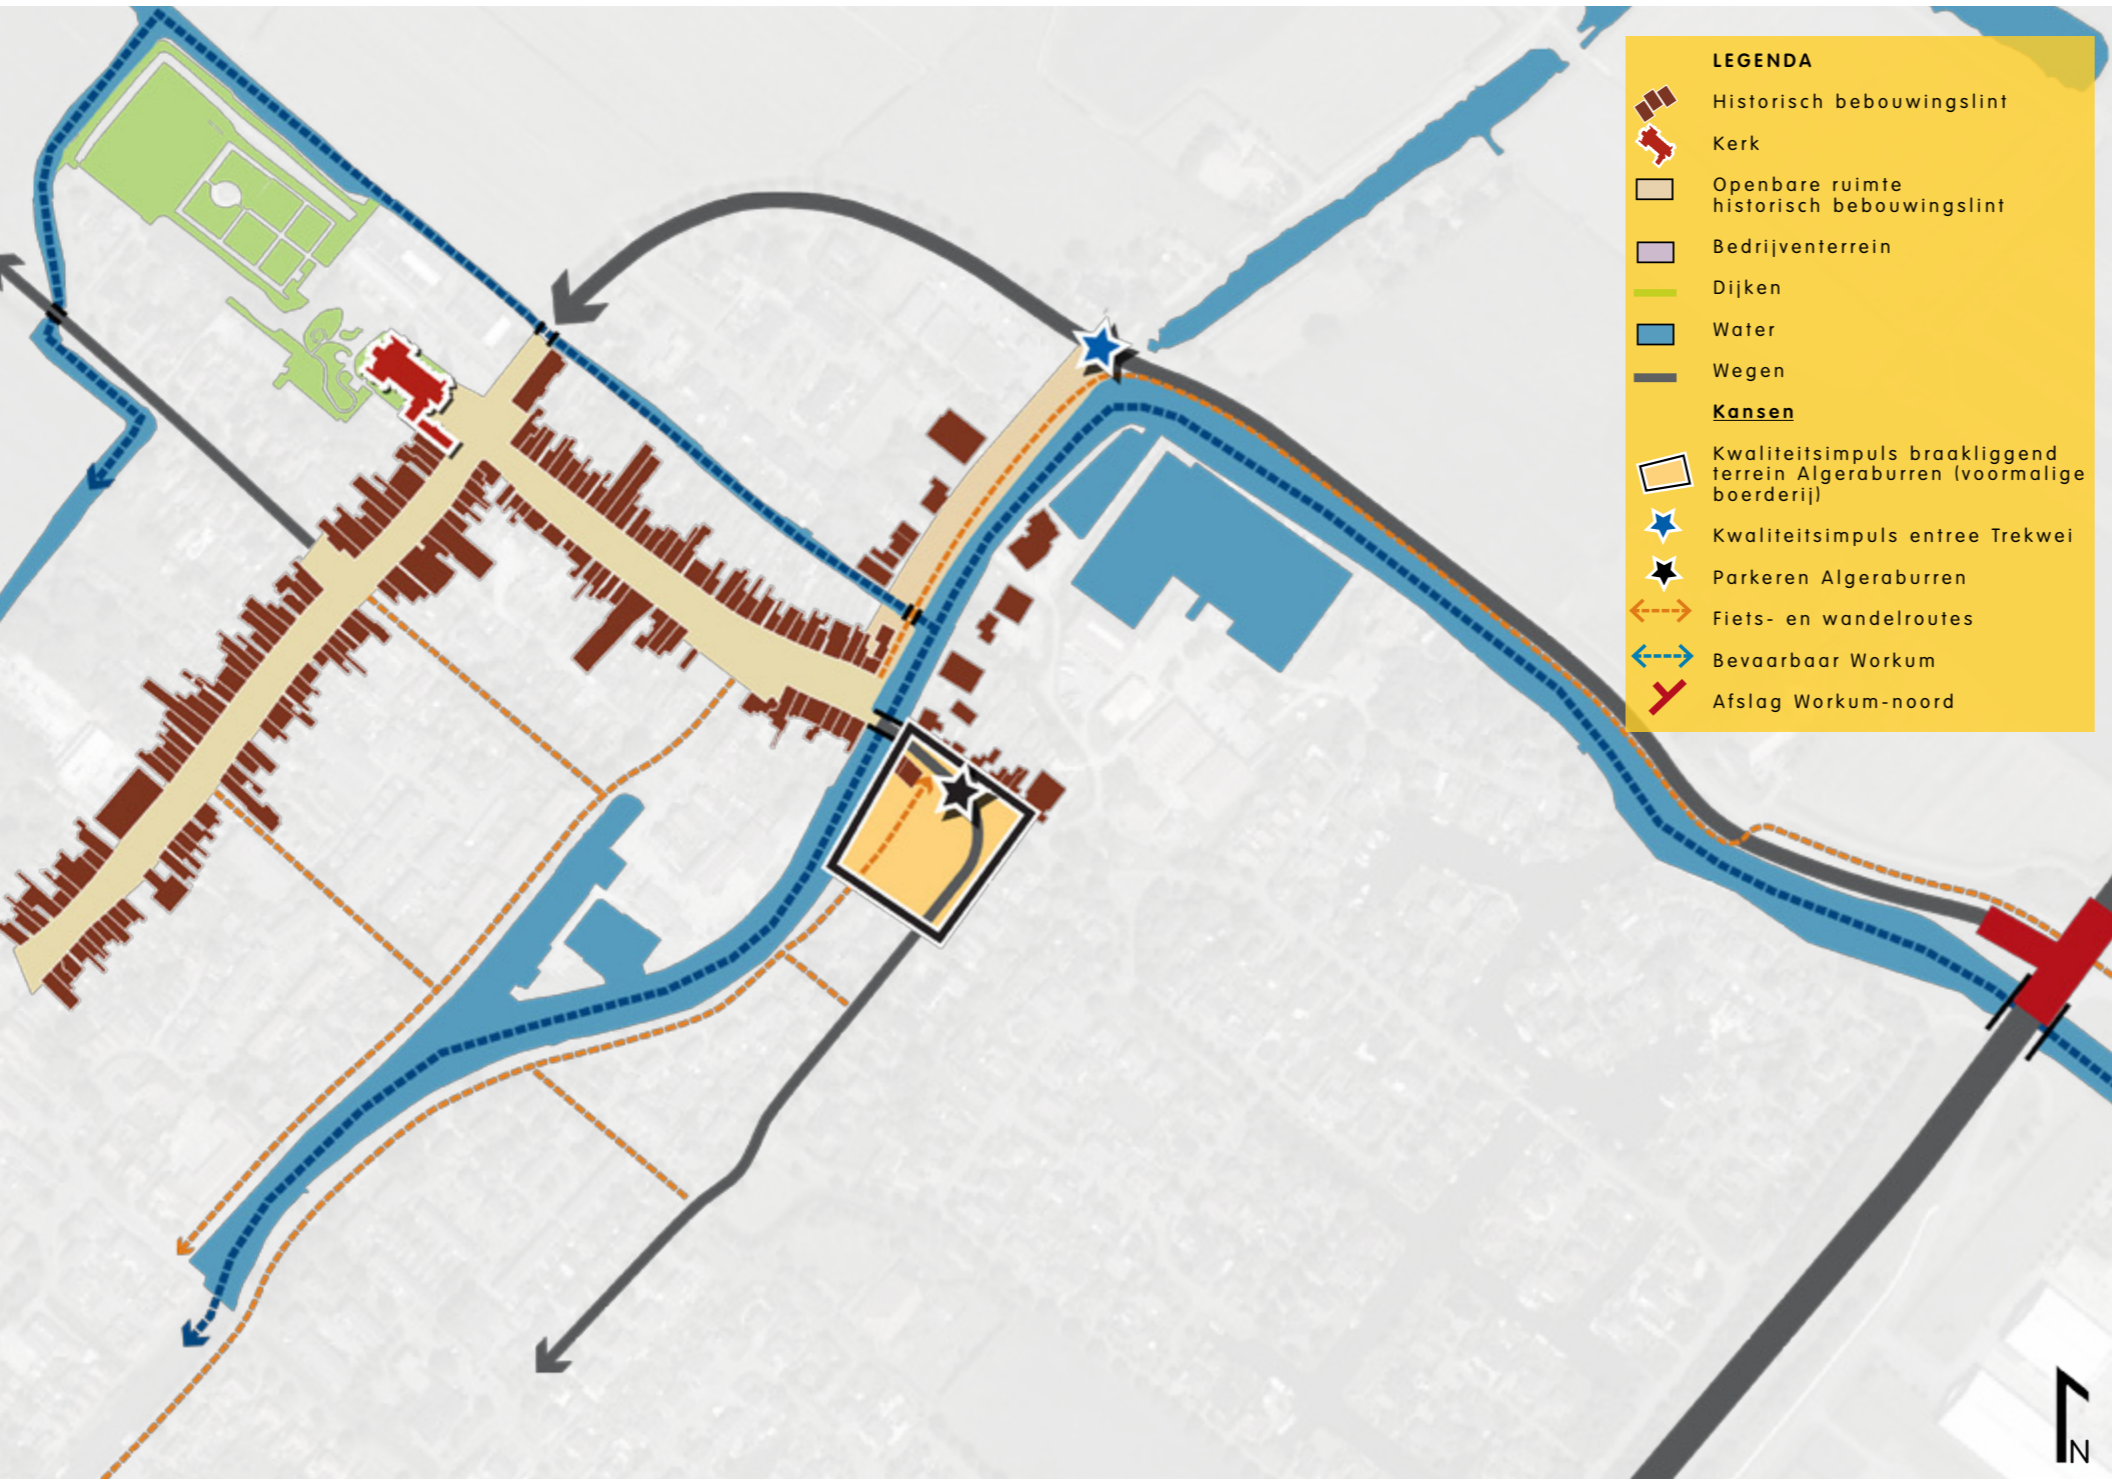 LEGENDA
Historisch bebouwingslint
Kerk
Openbare ruimte
historisch bebouwingslint
Bedrijventerrein
Dijken
Water
Wegen
Kansen
Kwaliteitsimpuls braakliggend
terrein Algeraburren (voormalige
boerderij)
Kwaliteitsimpuls entree Trekwei
Parkeren Algeraburren
Fiets- en wandelroutes
Bevaarbaar Workum
Afslag Workum-noord
N